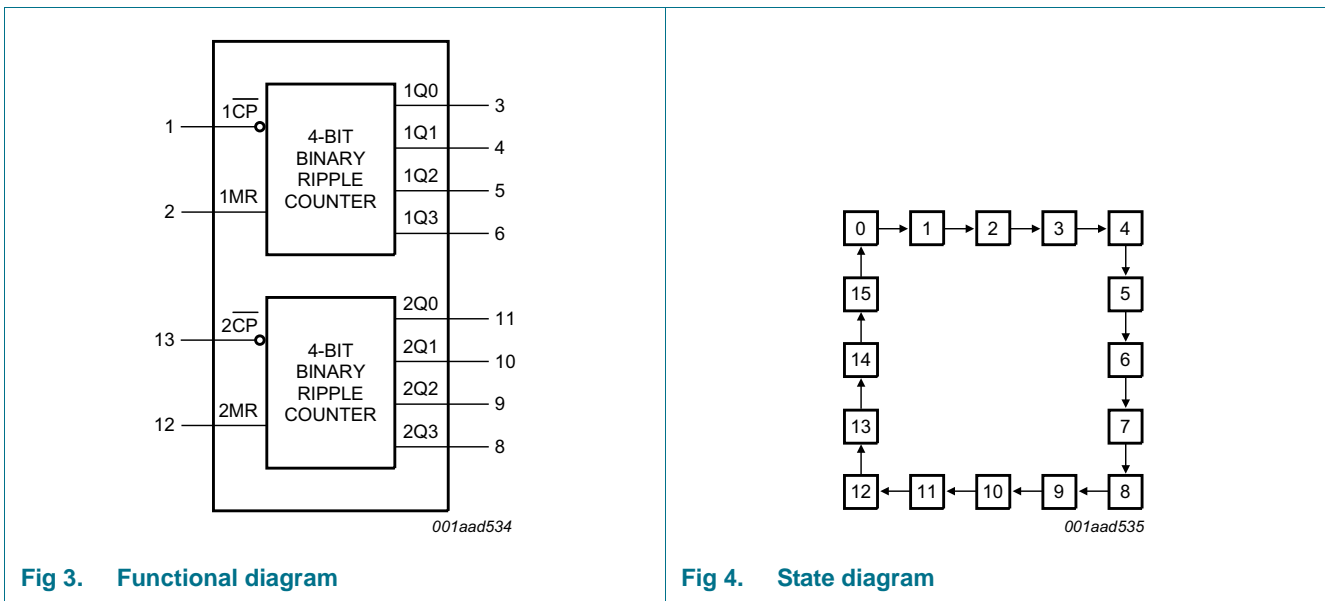 1
1CP
2
1MR
4-BIT
BINARY
RIPPLE
COUNTER
1Q0
3
1Q1
4
1Q2
5
1Q3
6
13
2CP
12
2MR
4-BIT
BINARY
RIPPLE
COUNTER
2Q0
11
2Q1
10
2Q2
9
2Q3
8
001aad534
Fig 3. Functional diagram
0 1 2 3 4
15 5
14 6
13 7
12 11 10 9 8
001aad535
Fig 4. State diagram